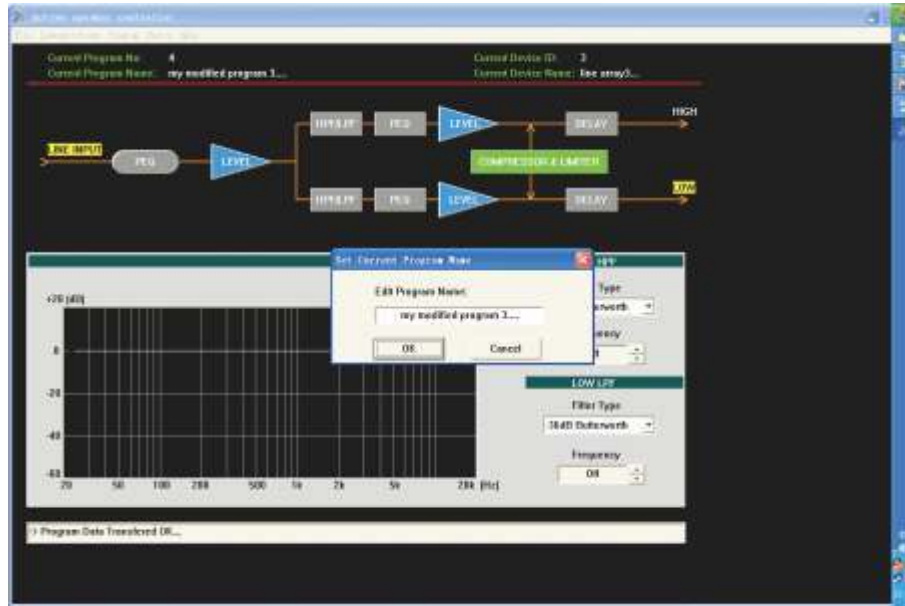 Current Program No: 4
Current Device ID: 3
Current Program Name: my modified program 3....
Current Device Name: line array3...
HIGH
HPF/LPF PEQ LEVEL DELAY
LINE INPUT
PEQ LEVEL
COMPRESSOR & LIMITER
LOW
HPF/LPF PEQ LEVEL DELAY
Set Current Program Name
HPF
Edit Program Name:
my modified program 3....
OK Cancel
Type
+20 (dB)
0
-20
-40
-60
20 50 100 200 500 1k 2k 5k 20k (Hz)
LOW LPF
Filter Type
Butterworth
Frequency
Off
> Program Data Transfered OK...